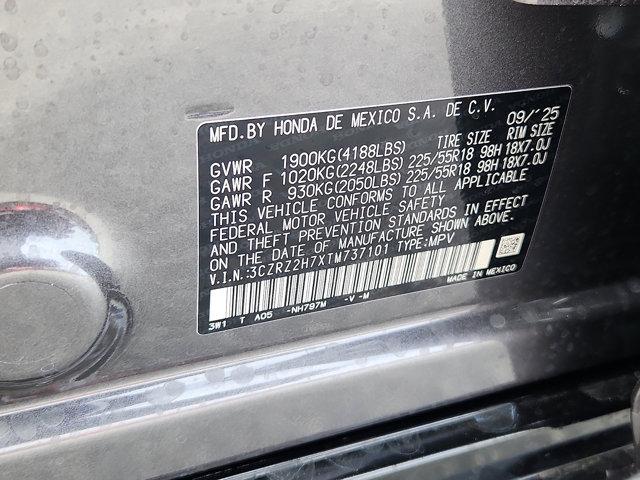 MFD.BY HONDA DE MEXICO S.A. DE C.V. 09/'25
GVWR 1900KG(4188LBS) TIRE SIZE RIM SIZE
GAWR F 1020KG(2248LBS) 225/55R18 98H 18X7.0J
GAWR R 930KG(2050LBS) 225/55R18 98H 18X7.0J
THIS VEHICLE CONFORMS TO ALL APPLICABLE
FEDERAL MOTOR VEHICLE SAFETY
AND THEFT PREVENTION STANDARDS IN EFFECT
ON THE DATE OF MANUFACTURE SHOWN ABOVE.
V.I.N.:3CZRZ2H7XTM737101 TYPE:MPV
MADE IN MEXICO
3W1 T A05 -NH797M -V-M